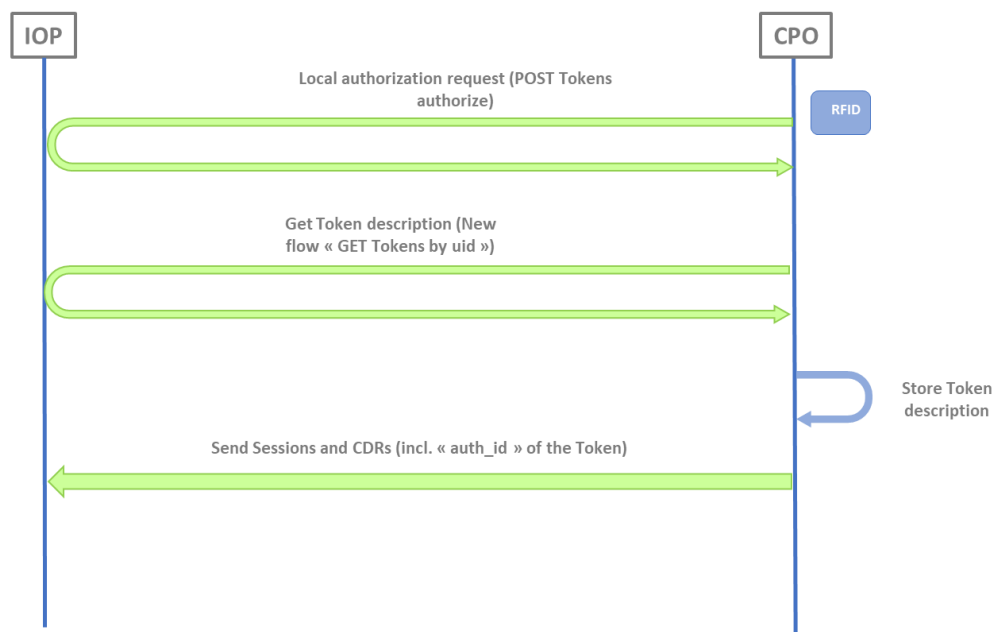 IOP
CPO
Local authorization request (POST Tokens
authorize)
RFID
Get Token description (New
flow « GET Tokens by uid »)
Store Token
description
Send Sessions and CDRs (incl. « auth_id » of the Token)